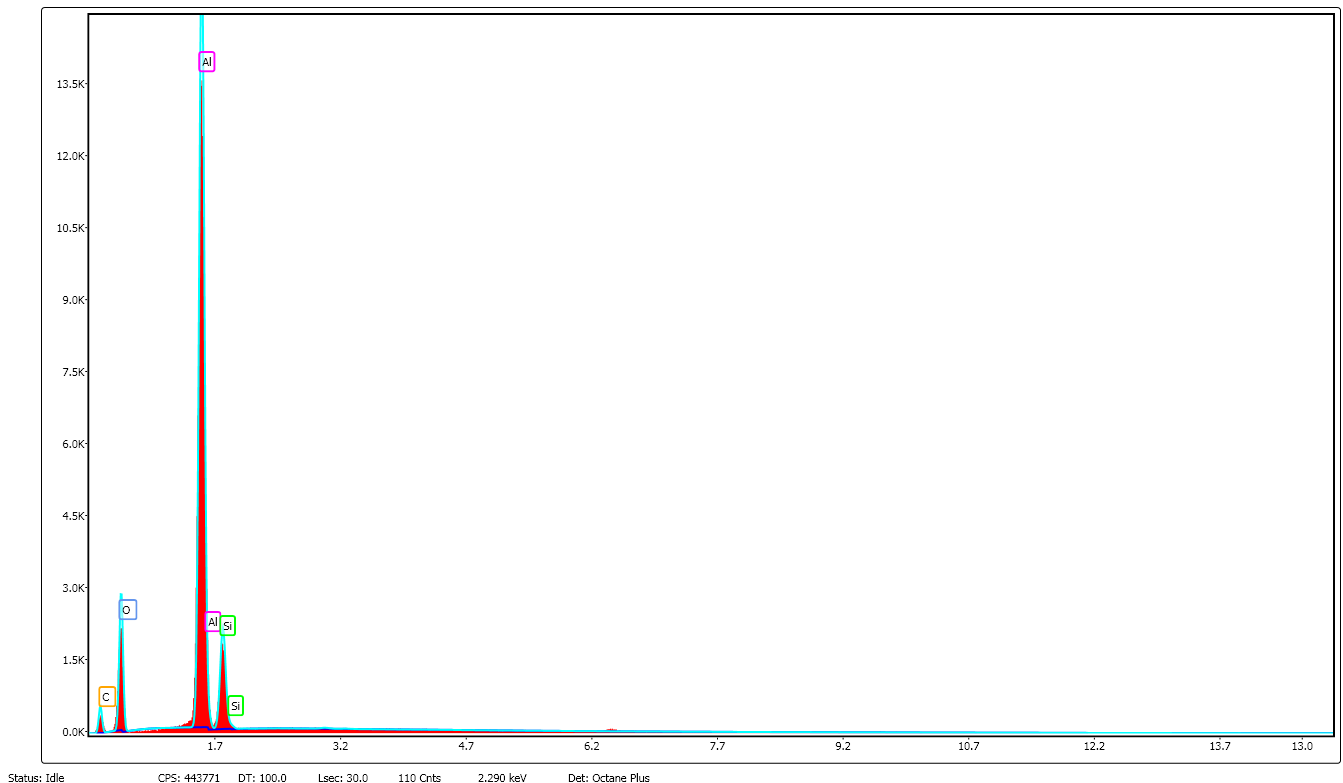 Al
13.5K
12.0K
10.5K
9.0K
7.5K
6.0K
4.5K
3.0K
O
Al
Si
1.5K
C
Si
0.0K
1.7 3.2 4.7 6.2 7.7 9.2 10.7 12.2 13.7 13.0
Status: Idle CPS: 443771 DT: 100.0 Lsec: 30.0 110 Cnts 2.290 keV Det: Octane Plus